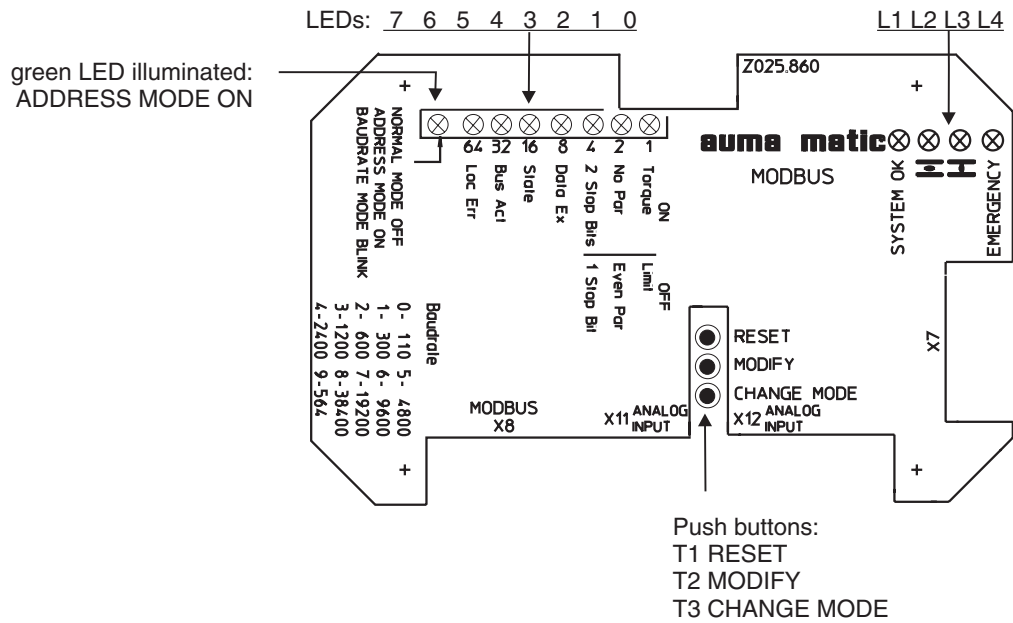 LEDs: 7 6 5 4 3 2 1 0
L1 L2 L3 L4
green LED illuminated:
ADDRESS MODE ON
Z025.860
auma matic
MODBUS
SYSTEM OK
EMERGENCY
NORMAL MODE OFF
ADDRESS MODE ON
BAUDRATE MODE BLINK
64 32 16 8 4 2 1
Loc Err
Bus Act
State
Data Ex
2 Stop Bits
No Par
Torque
ON
1 Stop Bit
Even Par
Limit
OFF
Baudrate
0- 110 5- 4800
1- 300 6- 9600
2- 600 7-19200
3-1200 8-38400
4-2400 9-564
RESET
MODIFY
CHANGE MODE
X7
MODBUS
X8
X11 ANALOG
INPUT
X12 ANALOG
INPUT
Push buttons:
T1 RESET
T2 MODIFY
T3 CHANGE MODE